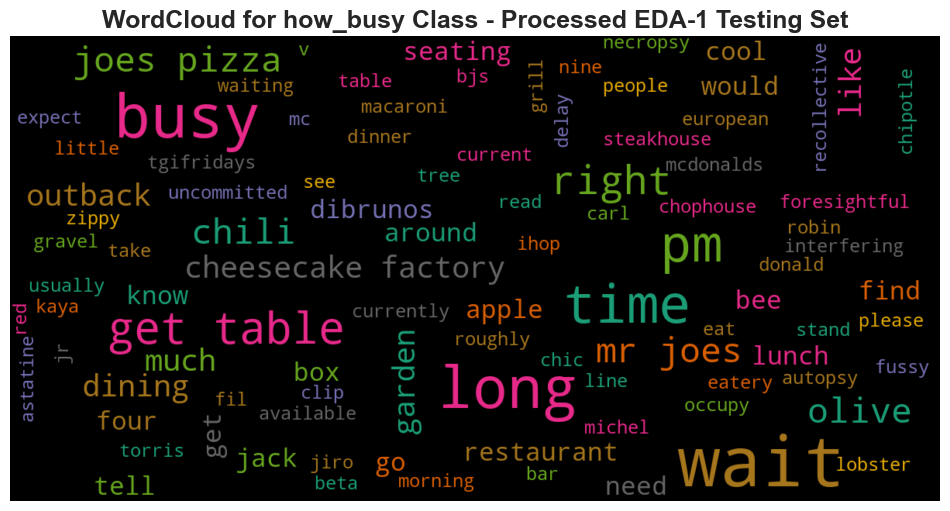 WordCloud for how_busy Class - Processed EDA-1 Testing Set
joes pizza
v
seating
necropsy
cool
like
waiting
table
bjs
grill
nine
people
would
recollective
chipotle
busy
expect
mc
macaroni
delay
european
little
dinner
steakhouse
tgifridays
current
mcdonalds
outback
uncommitted
see
tree
right
zippy
dibrunos
read
carl
chophouse
foresightful
gravel
take
chili
around
ihop
pm
robin
interfering
cheesecake factory
donald
usually
know
time
bee
find
kaya
red
currently
apple
please
get table
roughly
eat
stand
astatine
jr
much
garden
chic
mr joes
lunch
fussy
dining
box
clip
long
line
eatery
autopsy
four
fil
available
occupy
olive
torris
get
jack
jiro
go
restaurant
michel
wait
lobster
tell
beta
morning
bar
need